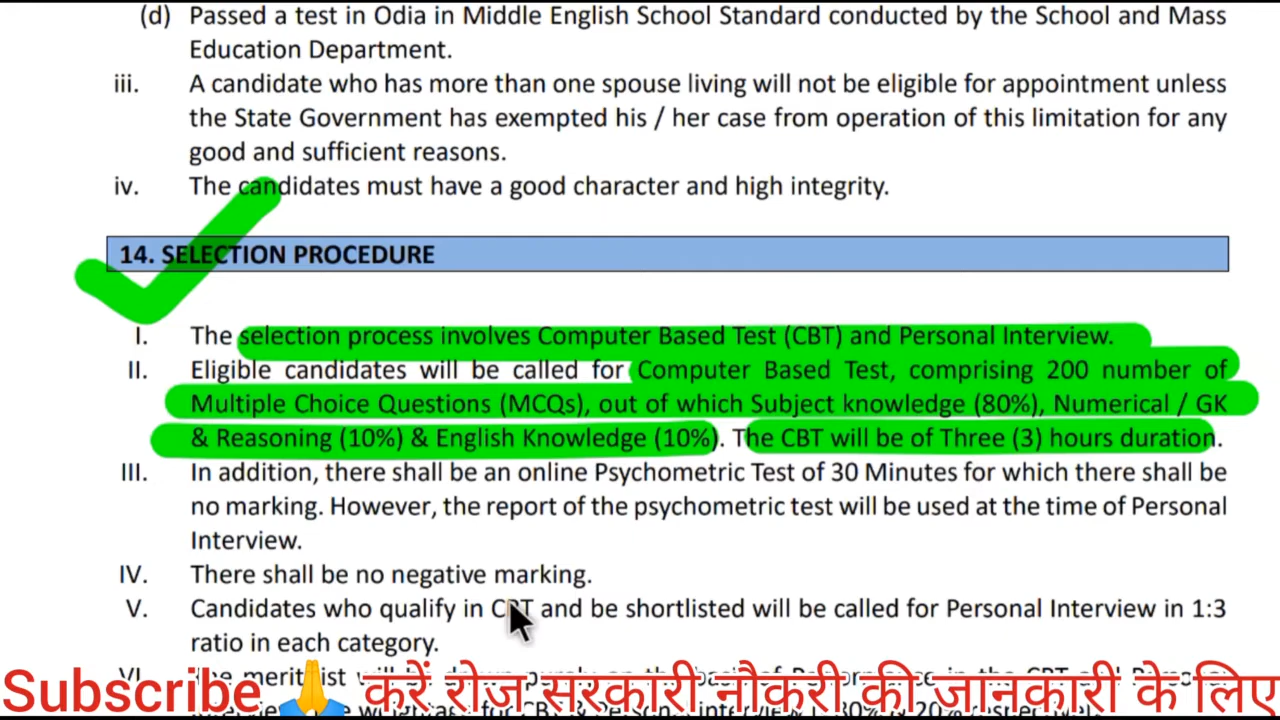 (d) Passed a test in Odia in Middle English School Standard conducted by the School and Mass
Education Department.
iii. A candidate who has more than one spouse living will not be eligible for appointment unless
the State Government has exempted his / her case from operation of this limitation for any
good and sufficient reasons.
iv. The candidates must have a good character and high integrity.
14. SELECTION PROCEDURE
I. The selection process involves Computer Based Test (CBT) and Personal Interview.
II. Eligible candidates will be called for Computer Based Test, comprising 200 number of
Multiple Choice Questions (MCQs), out of which Subject knowledge (80%), Numerical / GK
& Reasoning (10%) & English Knowledge (10%). The CBT will be of Three (3) hours duration.
III. In addition, there shall be an online Psychometric Test of 30 Minutes for which there shall be
no marking. However, the report of the psychometric test will be used at the time of Personal
Interview.
IV. There shall be no negative marking.
V. Candidates who qualify in CBT and be shortlisted will be called for Personal Interview in 1:3
ratio in each category.
Subscribe 🙏 करें रोज सरकारी नौकरी की जानकारी के लिए